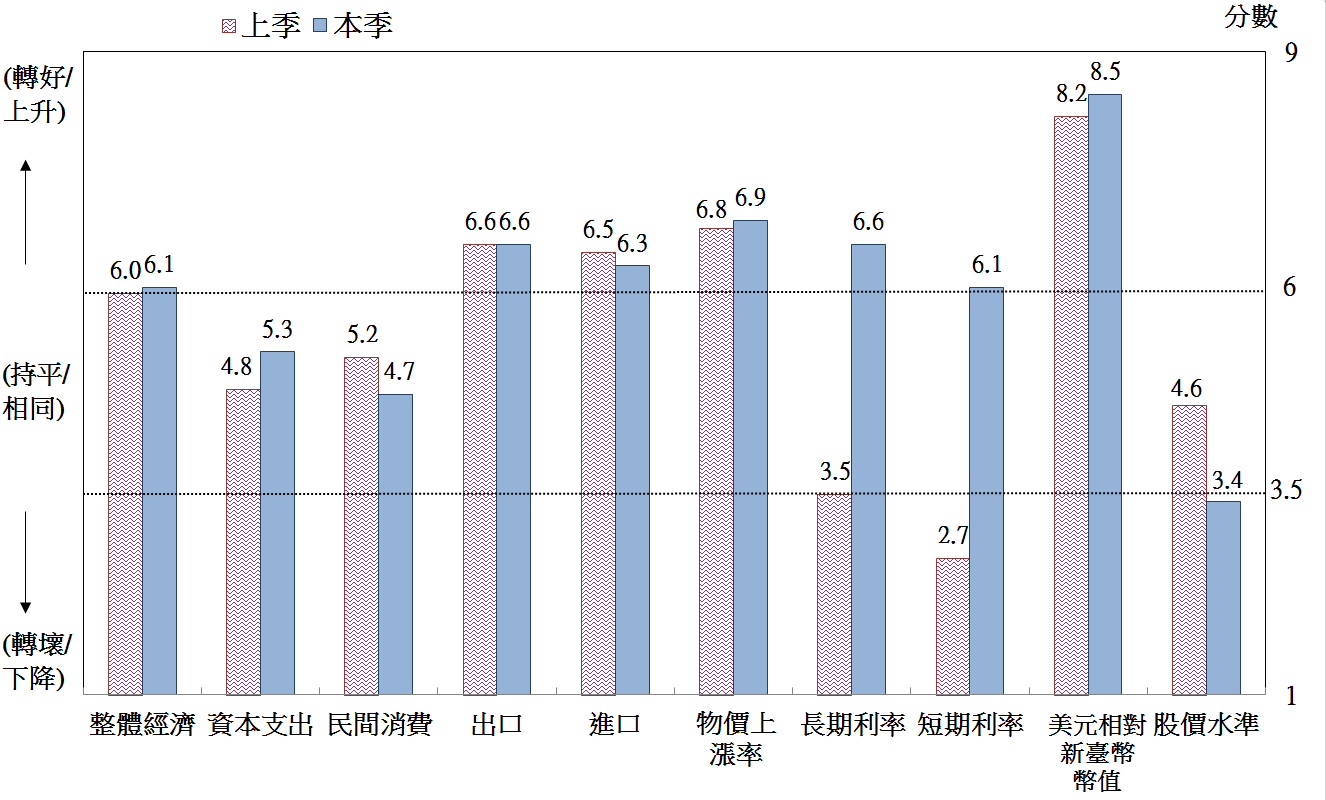 上季 本季
分數
(轉好/
上升)
(持平/
相同)
(轉壞/
下降)
9
6
3.5
1
6.0 6.1
4.8 5.3
5.2 4.7
6.6 6.6
6.5 6.3
6.8 6.9
3.5 6.6
2.7 6.1
8.2 8.5
4.6 3.4
整體經濟
資本支出
民間消費
出口
進口
物價上
漲率
長期利率
短期利率
美元相對
新臺幣
幣值
股價水準